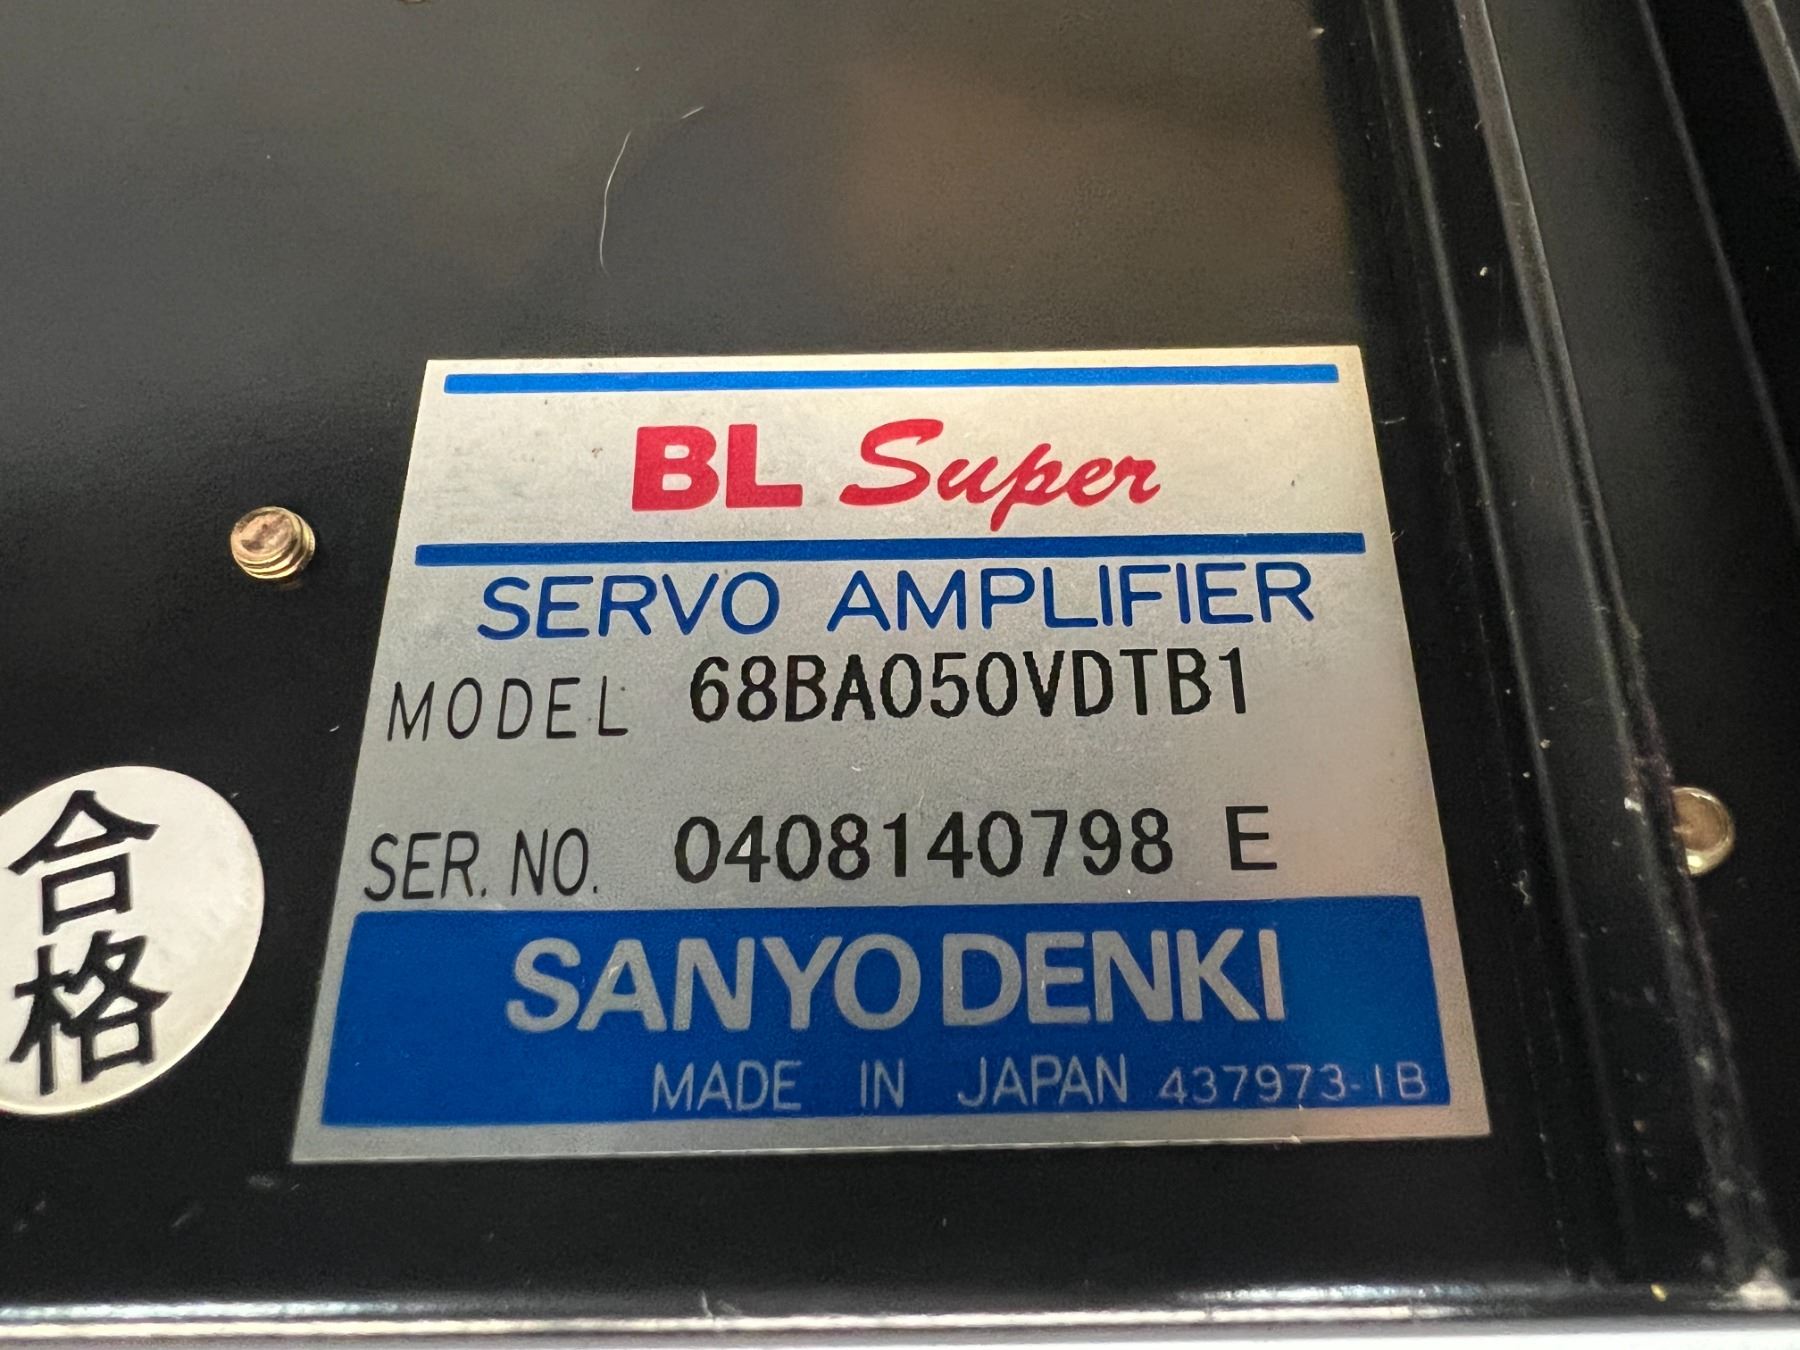 BL Super
SERVO AMPLIFIER
MODEL 68BA050VDTB1
SER. NO. 0408140798 E
SANYO DENKI
MADE IN JAPAN 437973-1B
合格